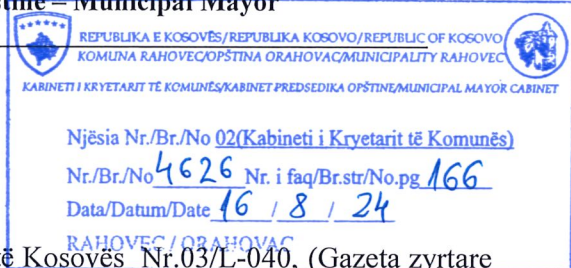 stinë – Municipal Mayor
REPUBLIKA E KOSOVËS/REPUBLIKA KOSOVO/REPUBLIC OF KOSOVO
KOMUNA RAHOVEC/OPŠTINA ORAHOVAC/MUNICIPALITY RAHOVEC
KABINETI I KRYETARIT TË KOMUNËS/KABINET PREDSEDIKA OPŠTINE/MUNICIPAL MAYOR CABINET
Njësia Nr./Br./No 02(Kabineti i Kryetarit të Komunës)
Nr./Br./No 4626 Nr. i faq/Br.str/No.pg 166
Data/Datum/Date 16 / 8 / 24
RAHOVEC / ORAHOVAC
të Kosovës Nr.03/L-040, (Gazeta zyrtare